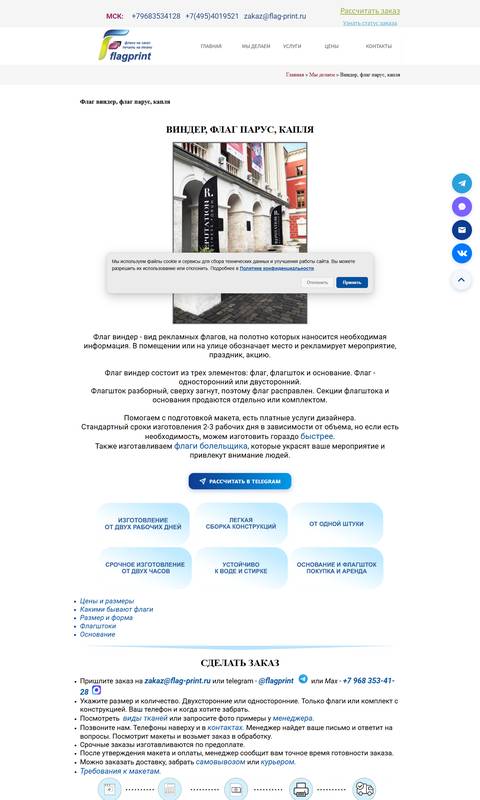 МСК: +79683534128 +7(495)4019521 zakaz@flag-print.ru
Рассчитать заказ
Узнать статус заказа
флаги на заказ
печать на ткани
flagprint
ГЛАВНАЯ МЫ ДЕЛАЕМ УСЛУГИ ЦЕНЫ КОНТАКТЫ
Главная » Мы делаем » Виндер, флаг парус, капля
Флаг виндер, флаг парус, капля
ВИНДЕР, ФЛАГ ПАРУС, КАПЛЯ
Мы используем файлы cookie и сервисы для сбора технических данных и улучшения работы сайта. Вы можете
разрешить их использование или отклонить. Подробнее в Политике конфиденциальности
Отклонить Принять
Флаг виндер - вид рекламных флагов, на полотно которых наносится необходимая
информация. В помещении или на улице обозначает место и рекламирует мероприятие,
праздник, акцию.
Флаг виндер состоит из трех элементов: флаг, флагшток и основание. Флаг -
односторонний или двусторонний.
Флагшток разборный, сверху загнут, поэтому флаг расправлен. Секции флагштока и
основания продаются отдельно или комплектом.
Помогаем с подготовкой макета, есть платные услуги дизайнера.
Стандартный сроки изготовления 2-3 рабочих дня в зависимости от объема, но если есть
необходимость, можем изготовить гораздо быстрее.
Также изготавливаем флаги болельщика, которые украсят ваше мероприятие и
привлекут внимание людей.
РАССЧИТАТЬ В TELEGRAM
ИЗГОТОВЛЕНИЕ
ОТ ДВУХ РАБОЧИХ ДНЕЙ
ЛЕГКАЯ
СБОРКА КОНСТРУКЦИЙ
ОТ ОДНОЙ ШТУКИ
СРОЧНОЕ ИЗГОТОВЛЕНИЕ
ОТ ДВУХ ЧАСОВ
УСТОЙЧИВО
К ВОДЕ И СТИРКЕ
ОСНОВАНИЕ И ФЛАГШТОК
ПОКУПКА И АРЕНДА
Цены и размеры
Какими бывают флаги
Размер и форма
Флагштоки
Основание
СДЕЛАТЬ ЗАКАЗ
Пришлите заказ на zakaz@flag-print.ru или telegram - @flagprint или Max - +7 968 353-41-
28
Укажите размер и количество. Двухсторонние или односторонние. Только флаги или комплект с
конструкцией. Ваш телефон и когда хотите забрать.
Посмотреть виды тканей или запросите фото примеры у менеджера.
Позвоните нам. Телефоны наверху и в контактах. Менеджер найдет ваше письмо и ответит на
вопросы. Посмотрит макеты и возьмет заказ в обработку.
Срочные заказы изготавливаются по предоплате.
После утверждения макета и оплаты, менеджер сообщит вам точное время готовности заказа.
Можно заказать доставку, забрать самовывозом или курьером.
Требования к макетам.